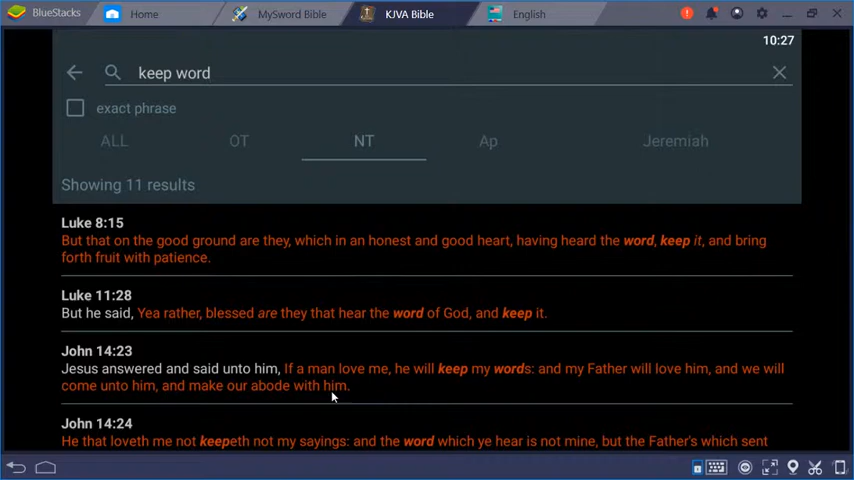 BlueStacks Home MySword Bible KJVA Bible English
10:27
keep word
exact phrase
ALL OT NT Ap Jeremiah
Showing 11 results
Luke 8:15
But that on the good ground are they, which in an honest and good heart, having heard the word, keep it, and bring
forth fruit with patience.
Luke 11:28
But he said, Yea rather, blessed are they that hear the word of God, and keep it.
John 14:23
Jesus answered and said unto him, If a man love me, he will keep my words: and my Father will love him, and we will
come unto him, and make our abode with him.
John 14:24
He that loveth me not keepeth not my sayings: and the word which ye hear is not mine, but the Father's which sent